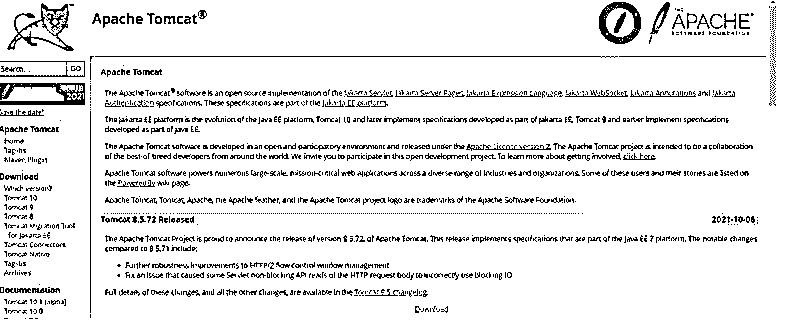 Apache Tomcat®
THE
APACHE®
SOFTWARE FOUNDATION
Search...
GO
2021
Save the date!
Apache Tomcat
Home
Taglibs
Maven Plugin
Download
Which version?
Tomcat 10
Tomcat 9
Tomcat 8
Tomcat Migration Tool
for Jakarta EE
Tomcat Connectors
Tomcat Native
Taglibs
Archives
Documentation
Tomcat 10.1 (alpha)
Tomcat 10.0
Apache Tomcat
The Apache Tomcat® software is an open source implementation of the Jakarta Servlet, Jakarta Server Pages, Jakarta Expression Language, Jakarta WebSocket, Jakarta Annotations and Jakarta
Authentication specifications. These specifications are part of the Jakarta EE platform.
The Jakarta EE platform is the evolution of the Java EE platform. Tomcat 10 and later implement specifications developed as part of Jakarta EE. Tomcat 9 and earlier implement specifications
developed as part of Java EE.
The Apache Tomcat software is developed in an open and participatory environment and released under the Apache License version 2. The Apache Tomcat project is intended to be a collaboration
of the best-of-breed developers from around the world. We invite you to participate in this open development project. To learn more about getting involved, click here.
Apache Tomcat software powers numerous large-scale, mission-critical web applications across a diverse range of industries and organizations. Some of these users and their stories are listed on
the PoweredBy wiki page.
Apache Tomcat, Tomcat, Apache, the Apache feather, and the Apache Tomcat project logo are trademarks of the Apache Software Foundation.
Tomcat 8.5.72 Released
2021-10-06
The Apache Tomcat Project is proud to announce the release of version 8.5.72 of Apache Tomcat. This release implements specifications that are part of the Java EE 7 platform. The notable changes
compared to 8.5.71 include:
• Further robustness improvements to HTTP/2 flow control window management
• Fix an issue that caused some Servlet non-blocking API reads of the HTTP request body to incorrectly use blocking IO
Full details of these changes, and all the other changes, are available in the Tomcat 8.5 changelog.
Download